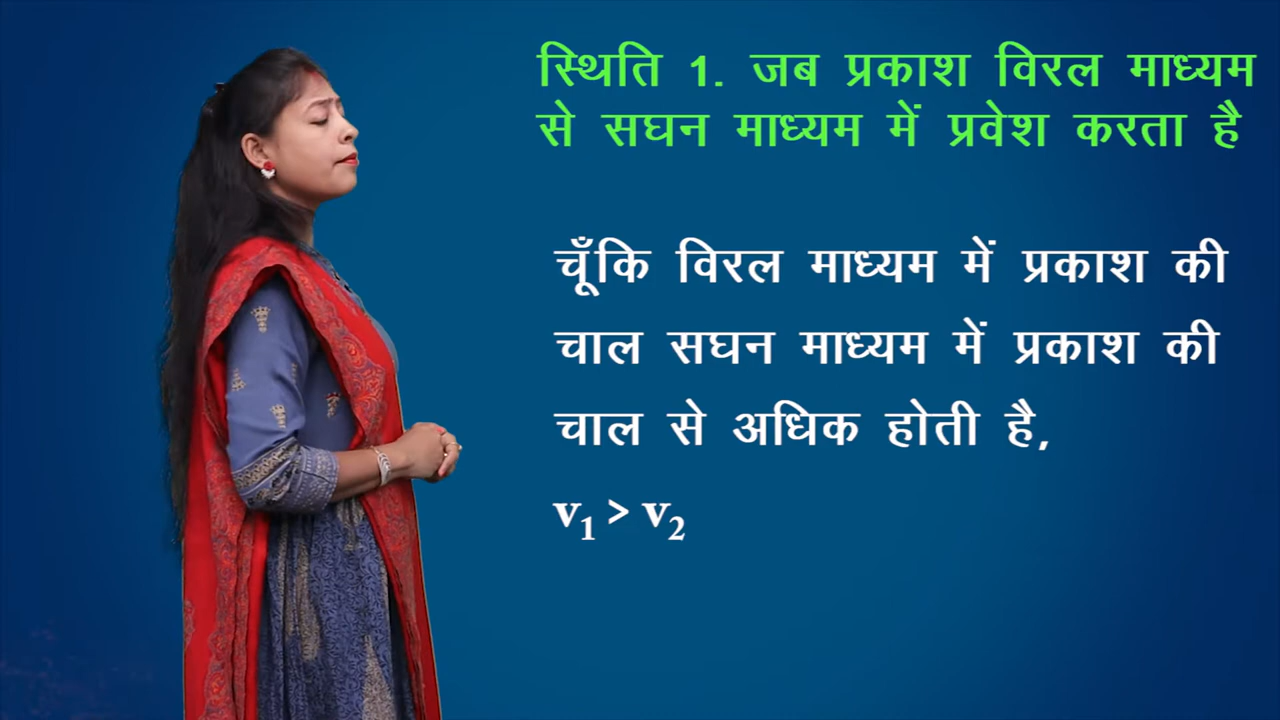 स्थिति 1. जब प्रकाश विरल माध्यम
से सघन माध्यम में प्रवेश करता है
चूँकि विरल माध्यम में प्रकाश की
चाल सघन माध्यम में प्रकाश की
चाल से अधिक होती है,
v₁ > v₂